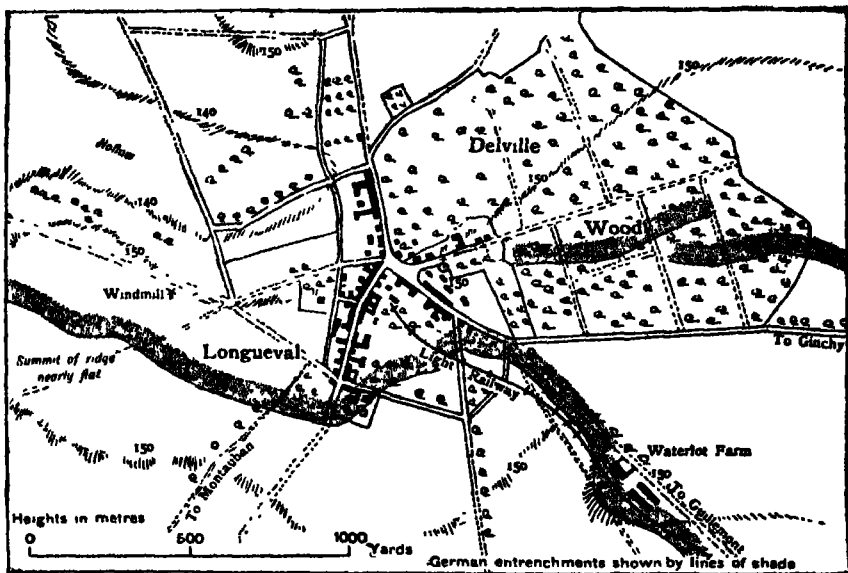 150
150
140
Delville
Hollow
150
140
150
Wood
Windmill
150
To Ginchy
Longueval
Light Railway
Summit of ridge
nearly flat
150
150
Waterlot Farm
150
To Montauban
To Guillemont
Heights in metres
0 500 1000
Yards
German entrenchments shown by lines of shade